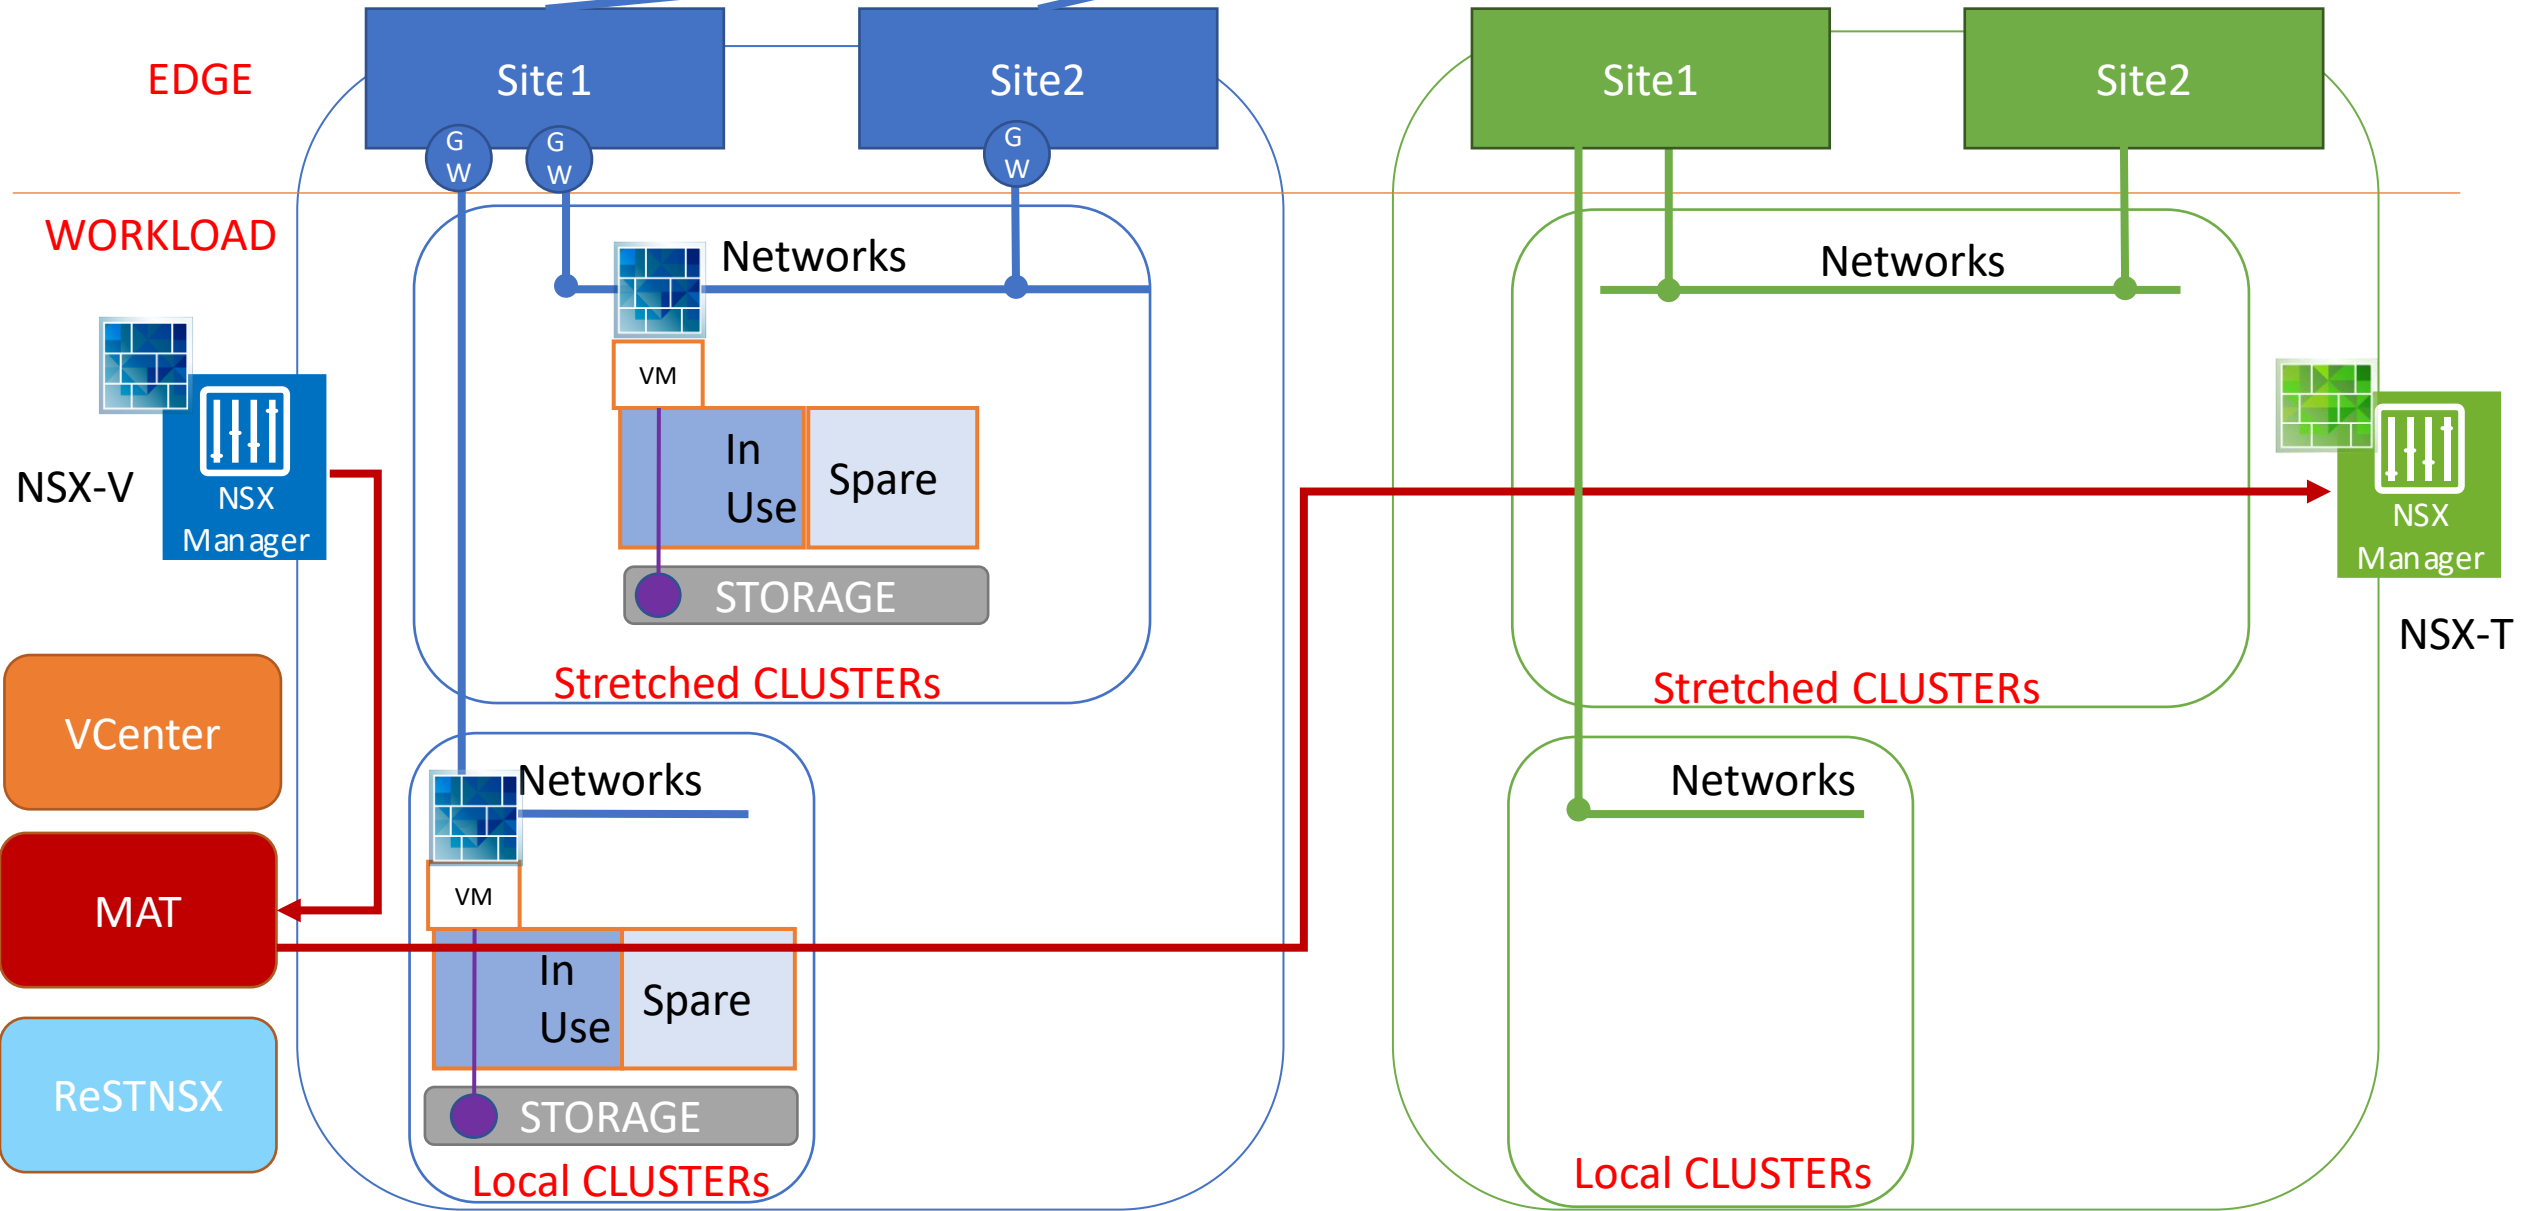 EDGE
Site1
Site2
Site1
Site2
G
W
G
W
G
W
WORKLOAD
Networks
Networks
VM
In
Use
Spare
STORAGE
Stretched CLUSTERs
Stretched CLUSTERs
NSX-V
NSX
Manager
NSX
Manager
NSX-T
VCenter
MAT
ReSTNSX
Networks
VM
In
Use
Spare
STORAGE
Local CLUSTERs
Networks
Local CLUSTERs